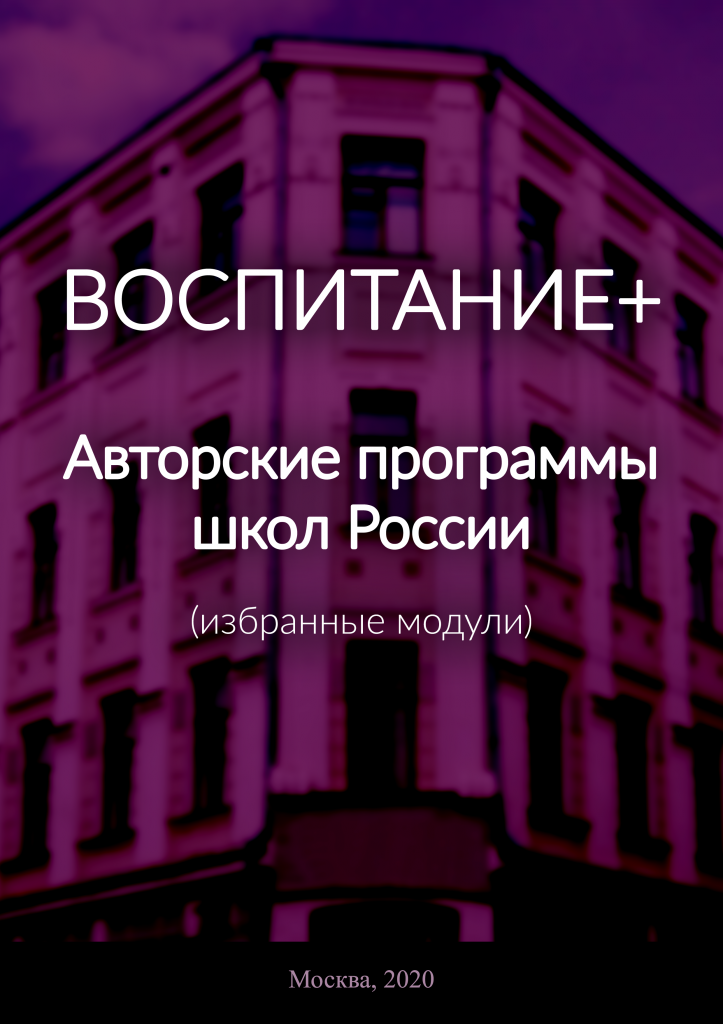 ВОСПИТАНИЕ+
Авторские программы
школ России
(избранные модули)
Москва, 2020